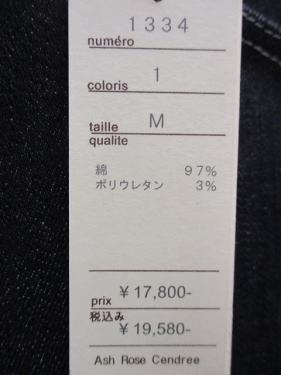 1334
numéro
1
coloris
M
taille
qualite
綿 97%
ポリウレタン 3%
¥17,800-
prix
税込み
¥19,580-
Ash Rose Cendree